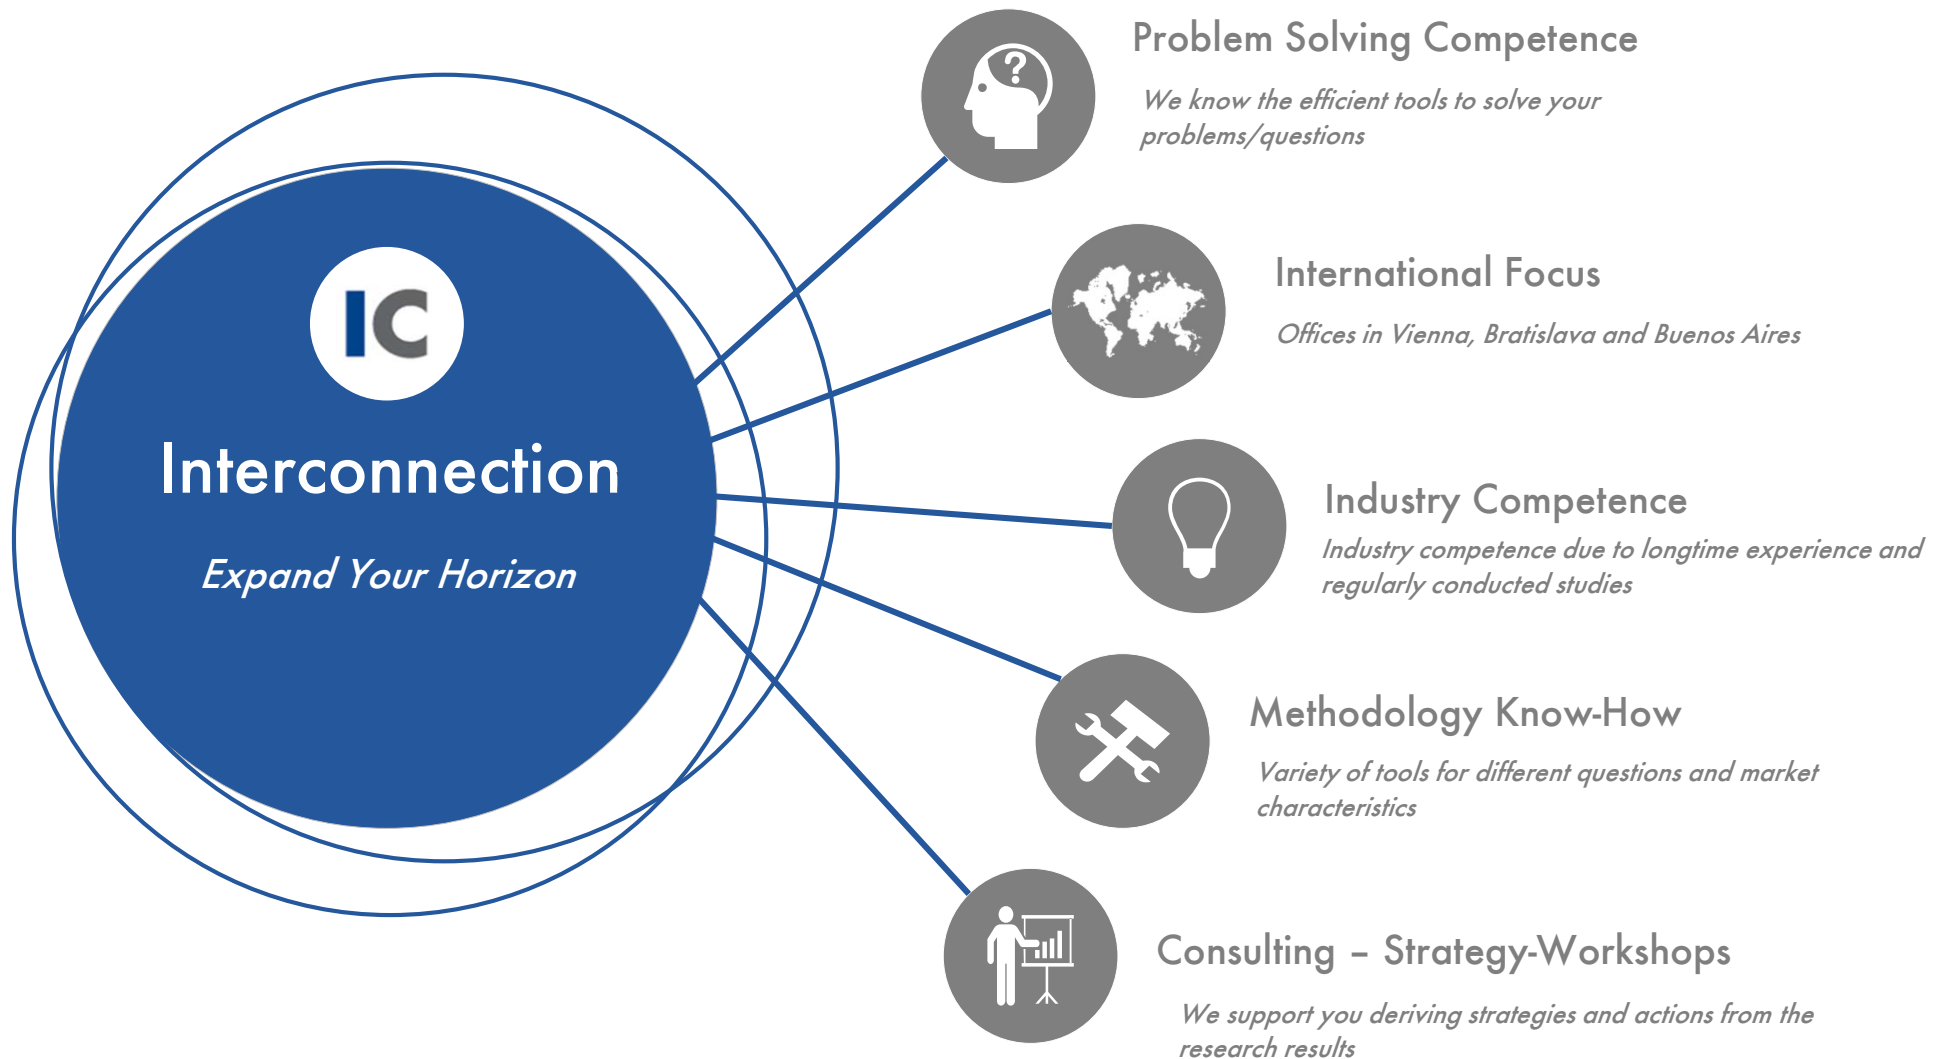 IC
Interconnection
Expand Your Horizon
?
Problem Solving Competence
We know the efficient tools to solve your
problems/questions
International Focus
Offices in Vienna, Bratislava and Buenos Aires
Industry Competence
Industry competence due to longtime experience and
regularly conducted studies
Methodology Know-How
Variety of tools for different questions and market
characteristics
Consulting – Strategy-Workshops
We support you deriving strategies and actions from the
research results